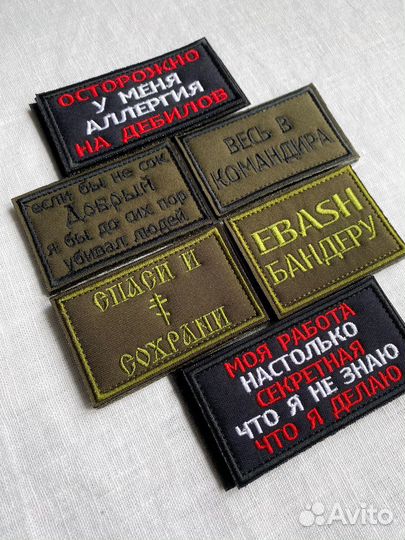 ОСТОРОЖНО
У МЕНЯ
АЛЛЕРГИЯ
НА ДЕБИЛОВ
ВЕСЬ В
КОМАНДИРА
если бы не сок
Добрый
я бы до сих пор
убивал людей
EBASH
БАНДЕРУ
СПАСИ И
СОХРАНИ
МОЯ РАБОТА
НАСТОЛЬКО
СЕКРЕТНАЯ
ЧТО Я НЕ ЗНАЮ
ЧТО Я ДЕЛАЮ
Avito